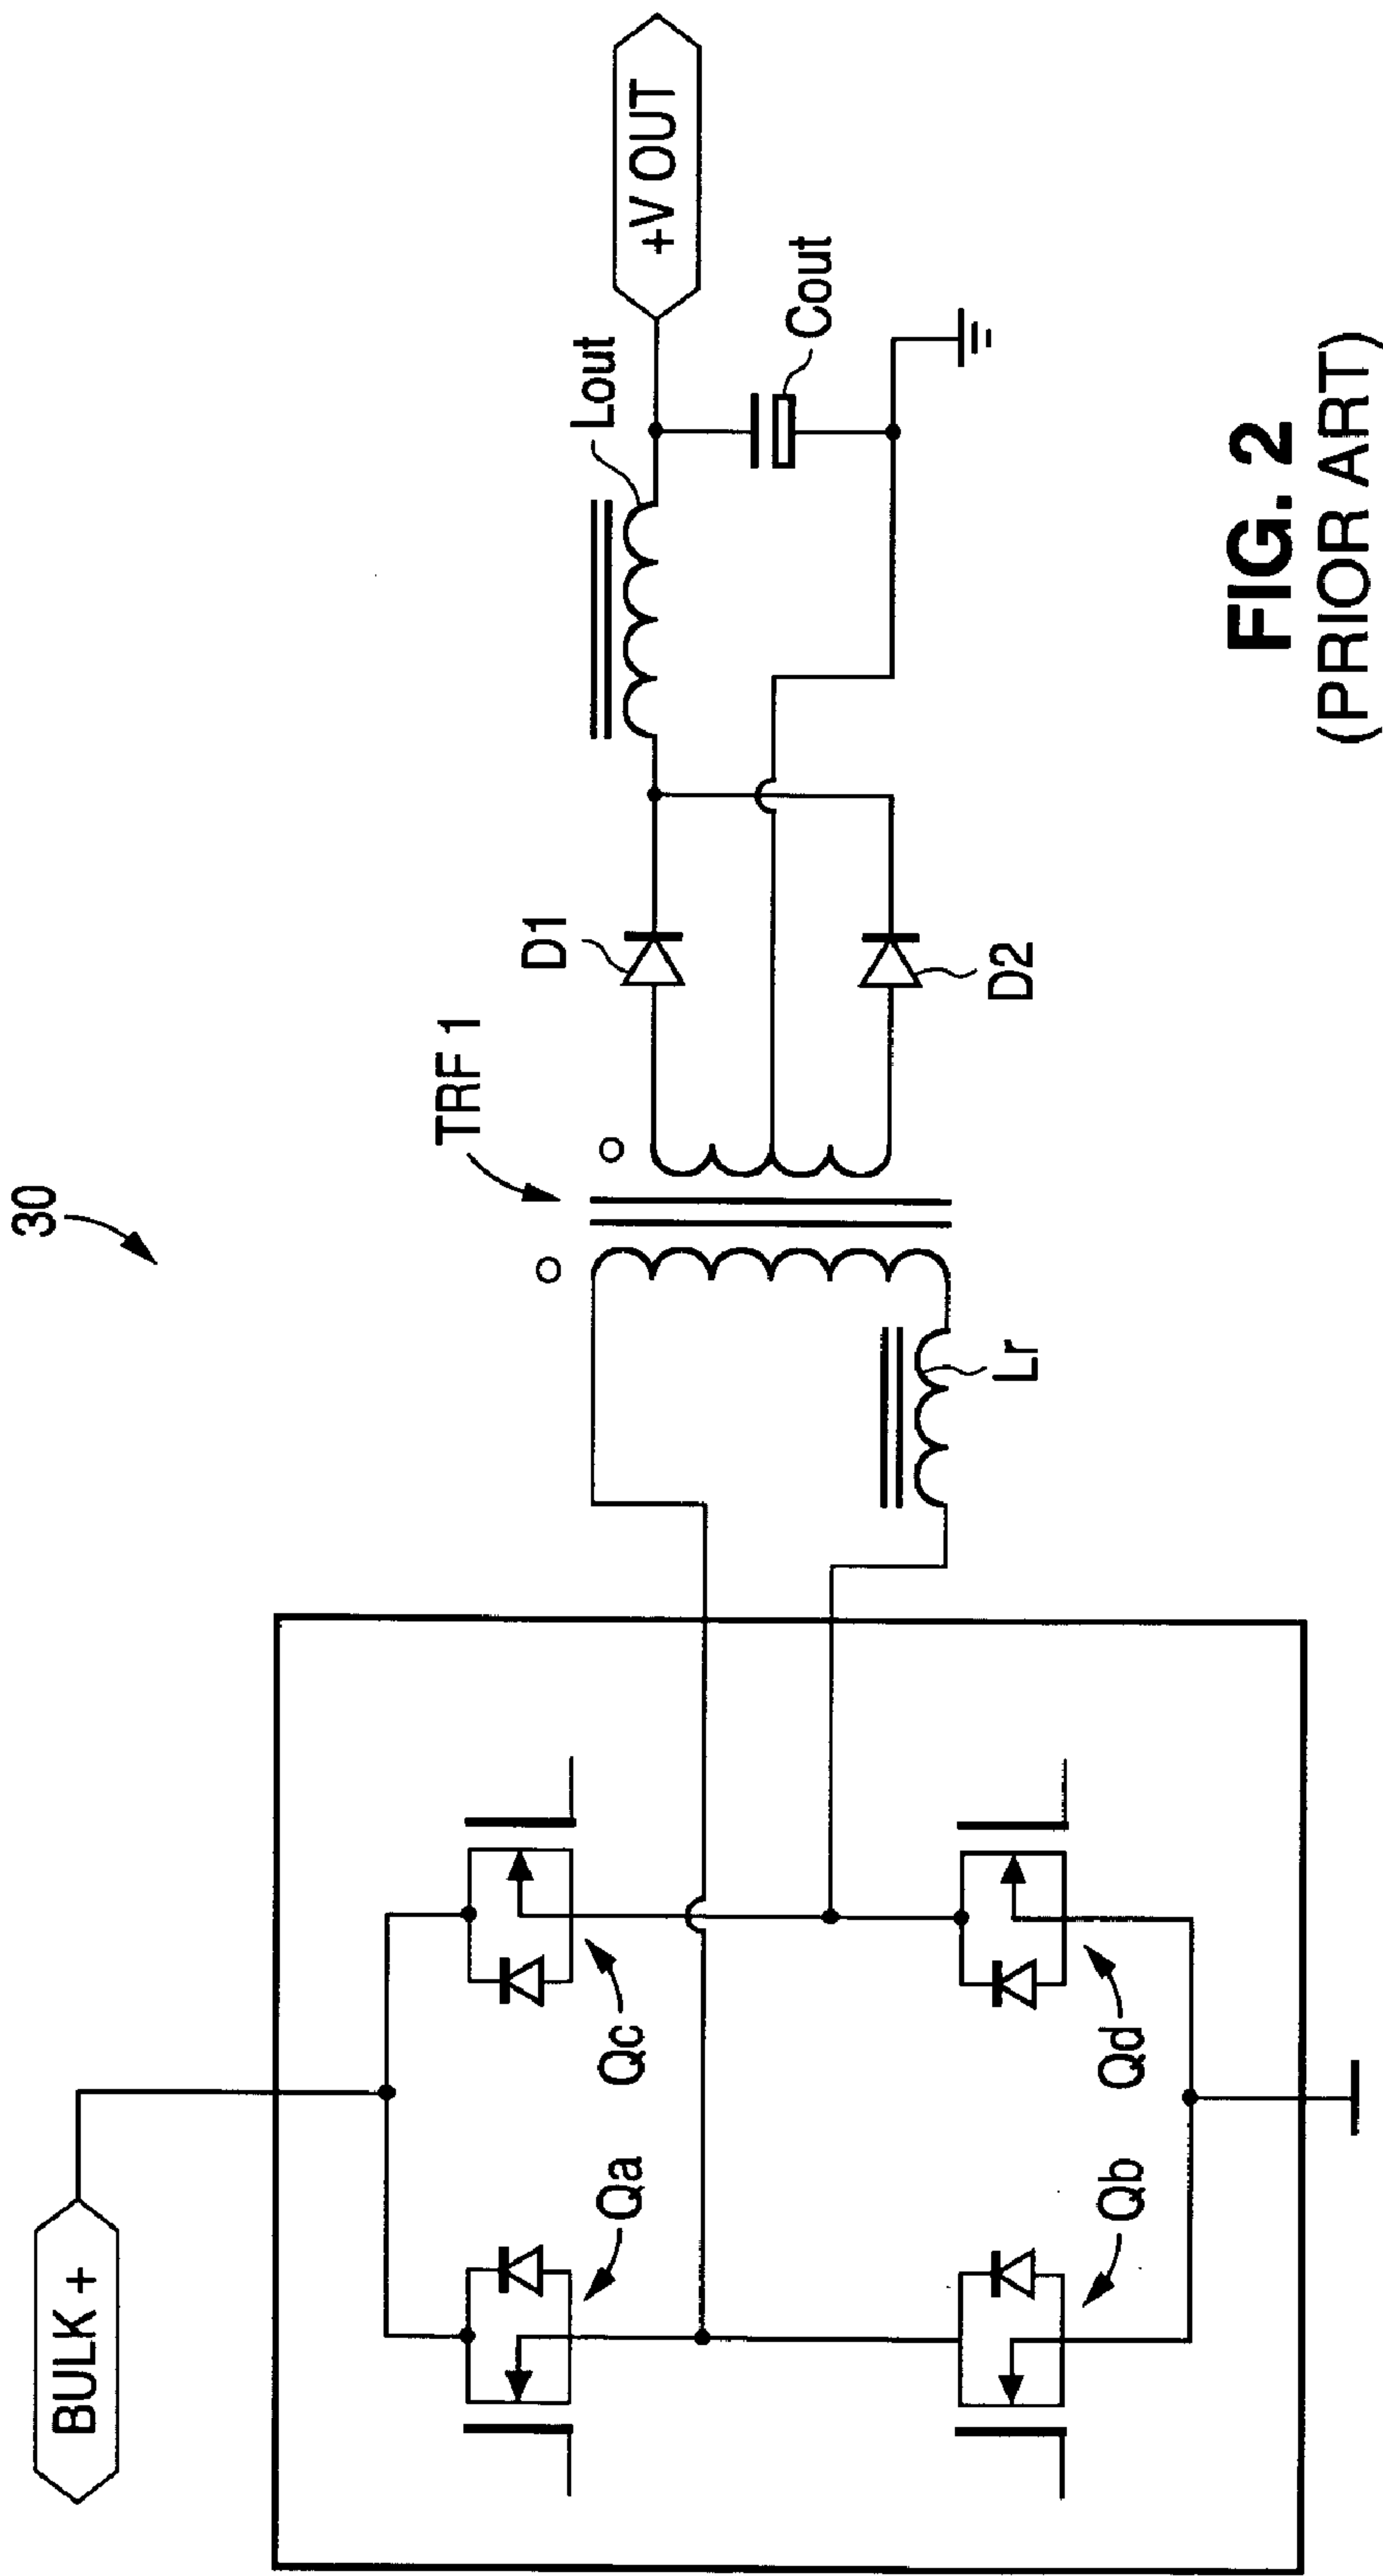 30
BULK +
Qa
Qc
Qb
Qd
TRF 1
Lr
D1
D2
Lout
Cout
+V OUT
FIG. 2
(PRIOR ART)